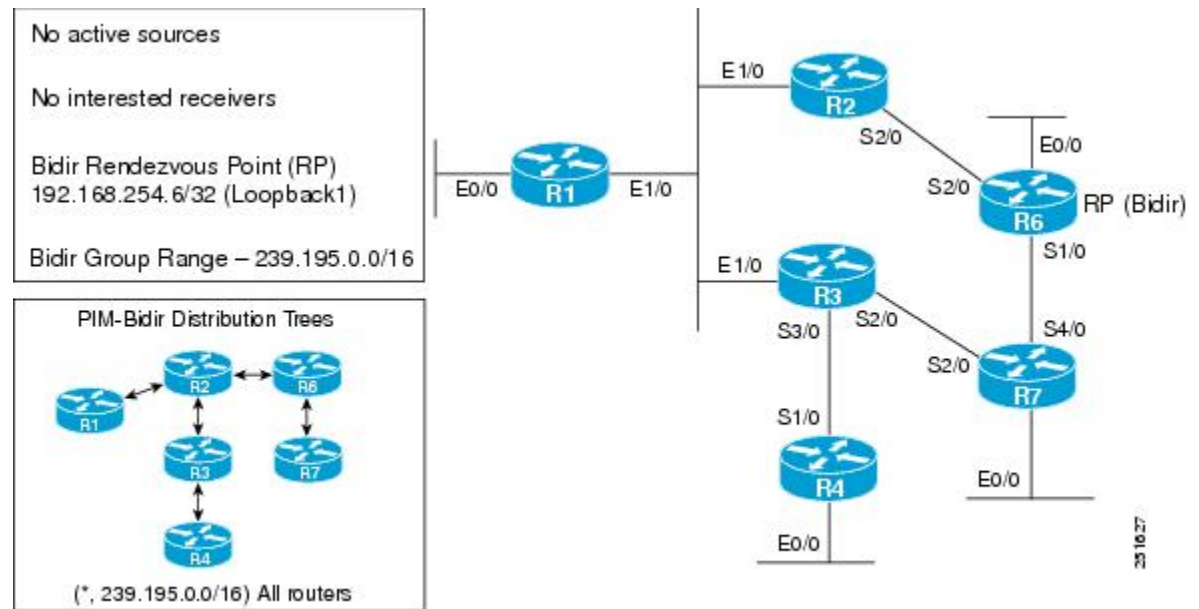 No active sources
No interested receivers
Bidir Rendezvous Point (RP)
192.168.254.6/32 (Loopback1)
Bidir Group Range – 239.195.0.0/16
PIM-Bidir Distribution Trees
R1
R2
R6
R3
R7
R4
(*, 239.195.0.0/16) All routers
E0/0
R1
E1/0
E1/0
R2
S2/0
E0/0
S2/0
R6
RP (Bidir)
S1/0
E1/0
R3
S3/0
S2/0
S4/0
S2/0
R7
S1/0
R4
E0/0
E0/0
251627